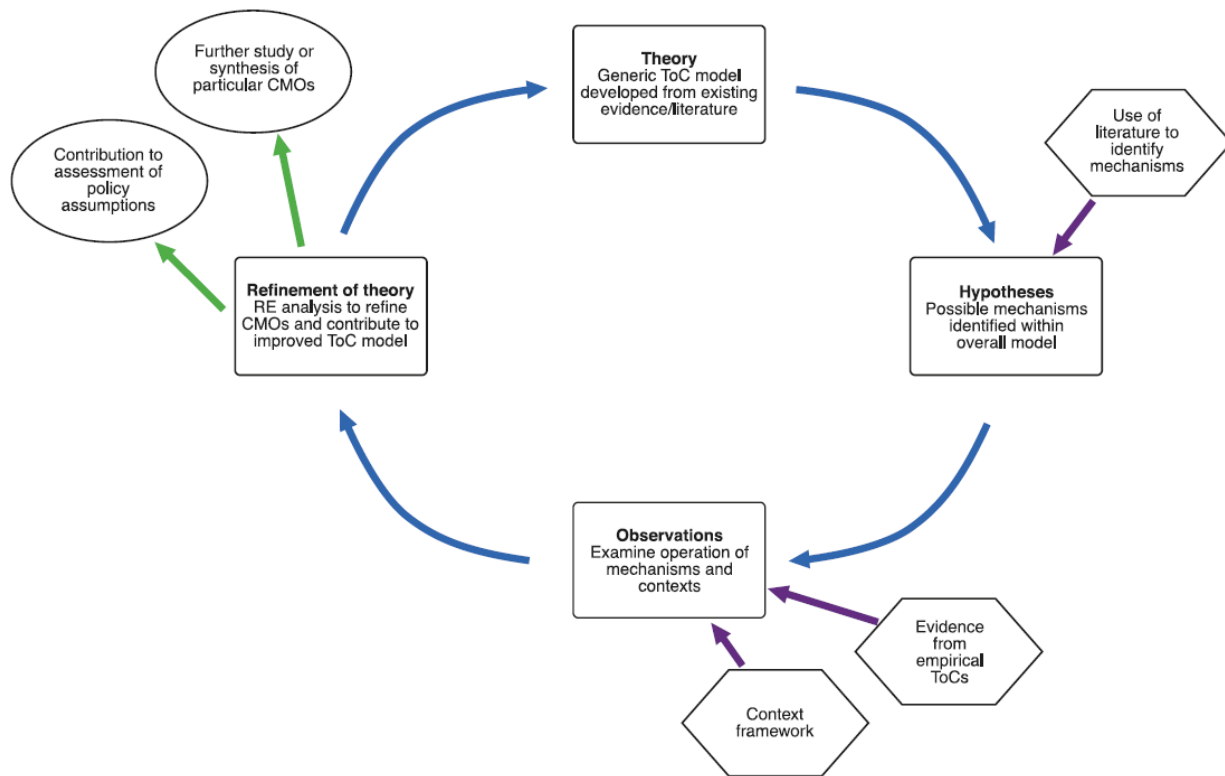 Further study or
synthesis of
particular CMOs
Theory
Generic ToC model
developed from existing
evidence/literature
Use of
literature to
identify
mechanisms
Contribution to
assessment of
policy
assumptions
Refinement of theory
RE analysis to refine
CMOs and contribute to
improved ToC model
Hypotheses
Possible mechanisms
identified within
overall model
Observations
Examine operation of
mechanisms and
contexts
Evidence
from
empirical
ToCs
Context
framework